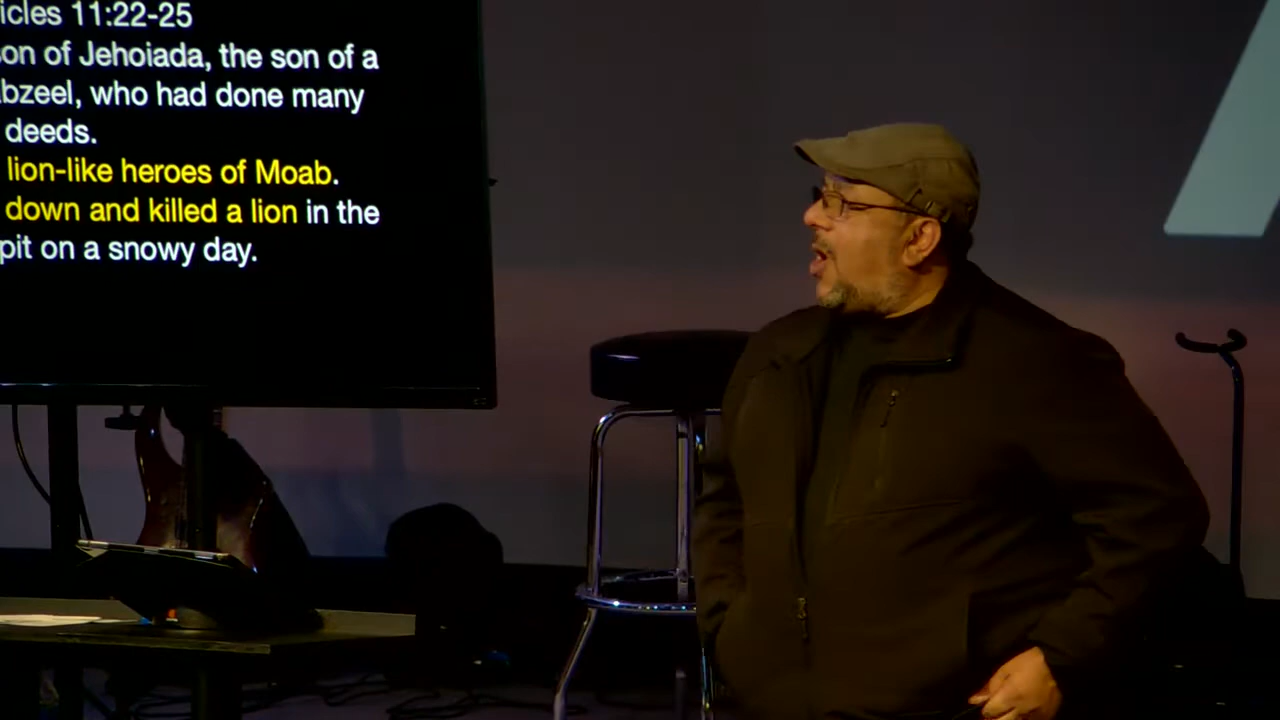 icles 11:22-25
son of Jehoiada, the son of a
bzeel, who had done many
deeds.
lion-like heroes of Moab.
down and killed a lion in the
pit on a snowy day.